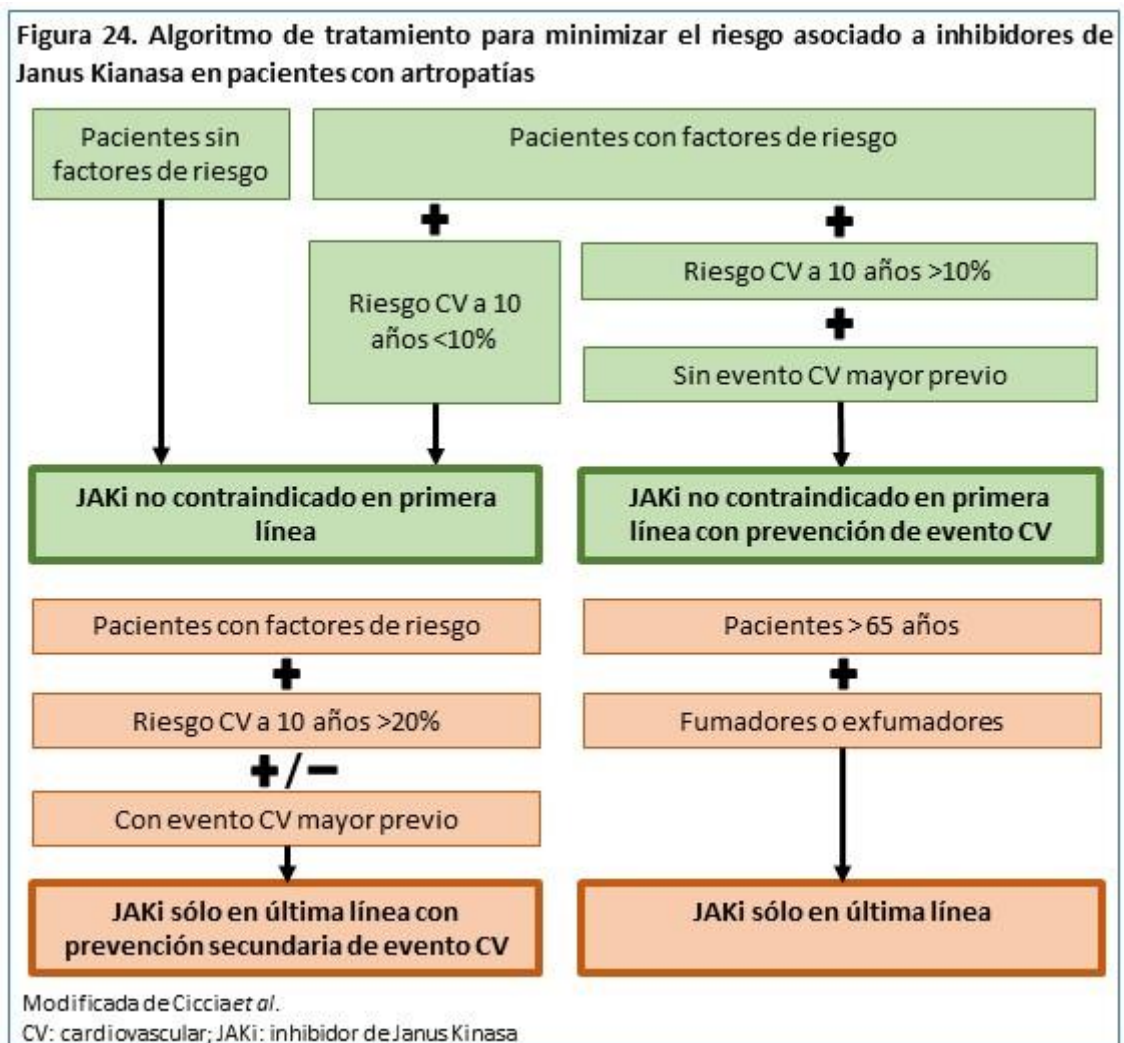 Figura 24. Algoritmo de tratamiento para minimizar el riesgo asociado a inhibidores de
Janus Kianasa en pacientes con artropatías
Pacientes sin
factores de riesgo
Pacientes con factores de riesgo
+
+
Riesgo CV a 10
años <10%
Riesgo CV a 10 años >10%
+
Sin evento CV mayor previo
JAKi no contraindicado en primera
línea
JAKi no contraindicado en primera
línea con prevención de evento CV
Pacientes con factores de riesgo
+
Riesgo CV a 10 años >20%
+/−
Con evento CV mayor previo
JAKi sólo en última línea con
prevención secundaria de evento CV
Pacientes >65 años
+
Fumadores o exfumadores
JAKi sólo en última línea
Modificada de Cicciaet al.
CV: cardiovascular; JAKi: inhibidor de Janus Kinasa